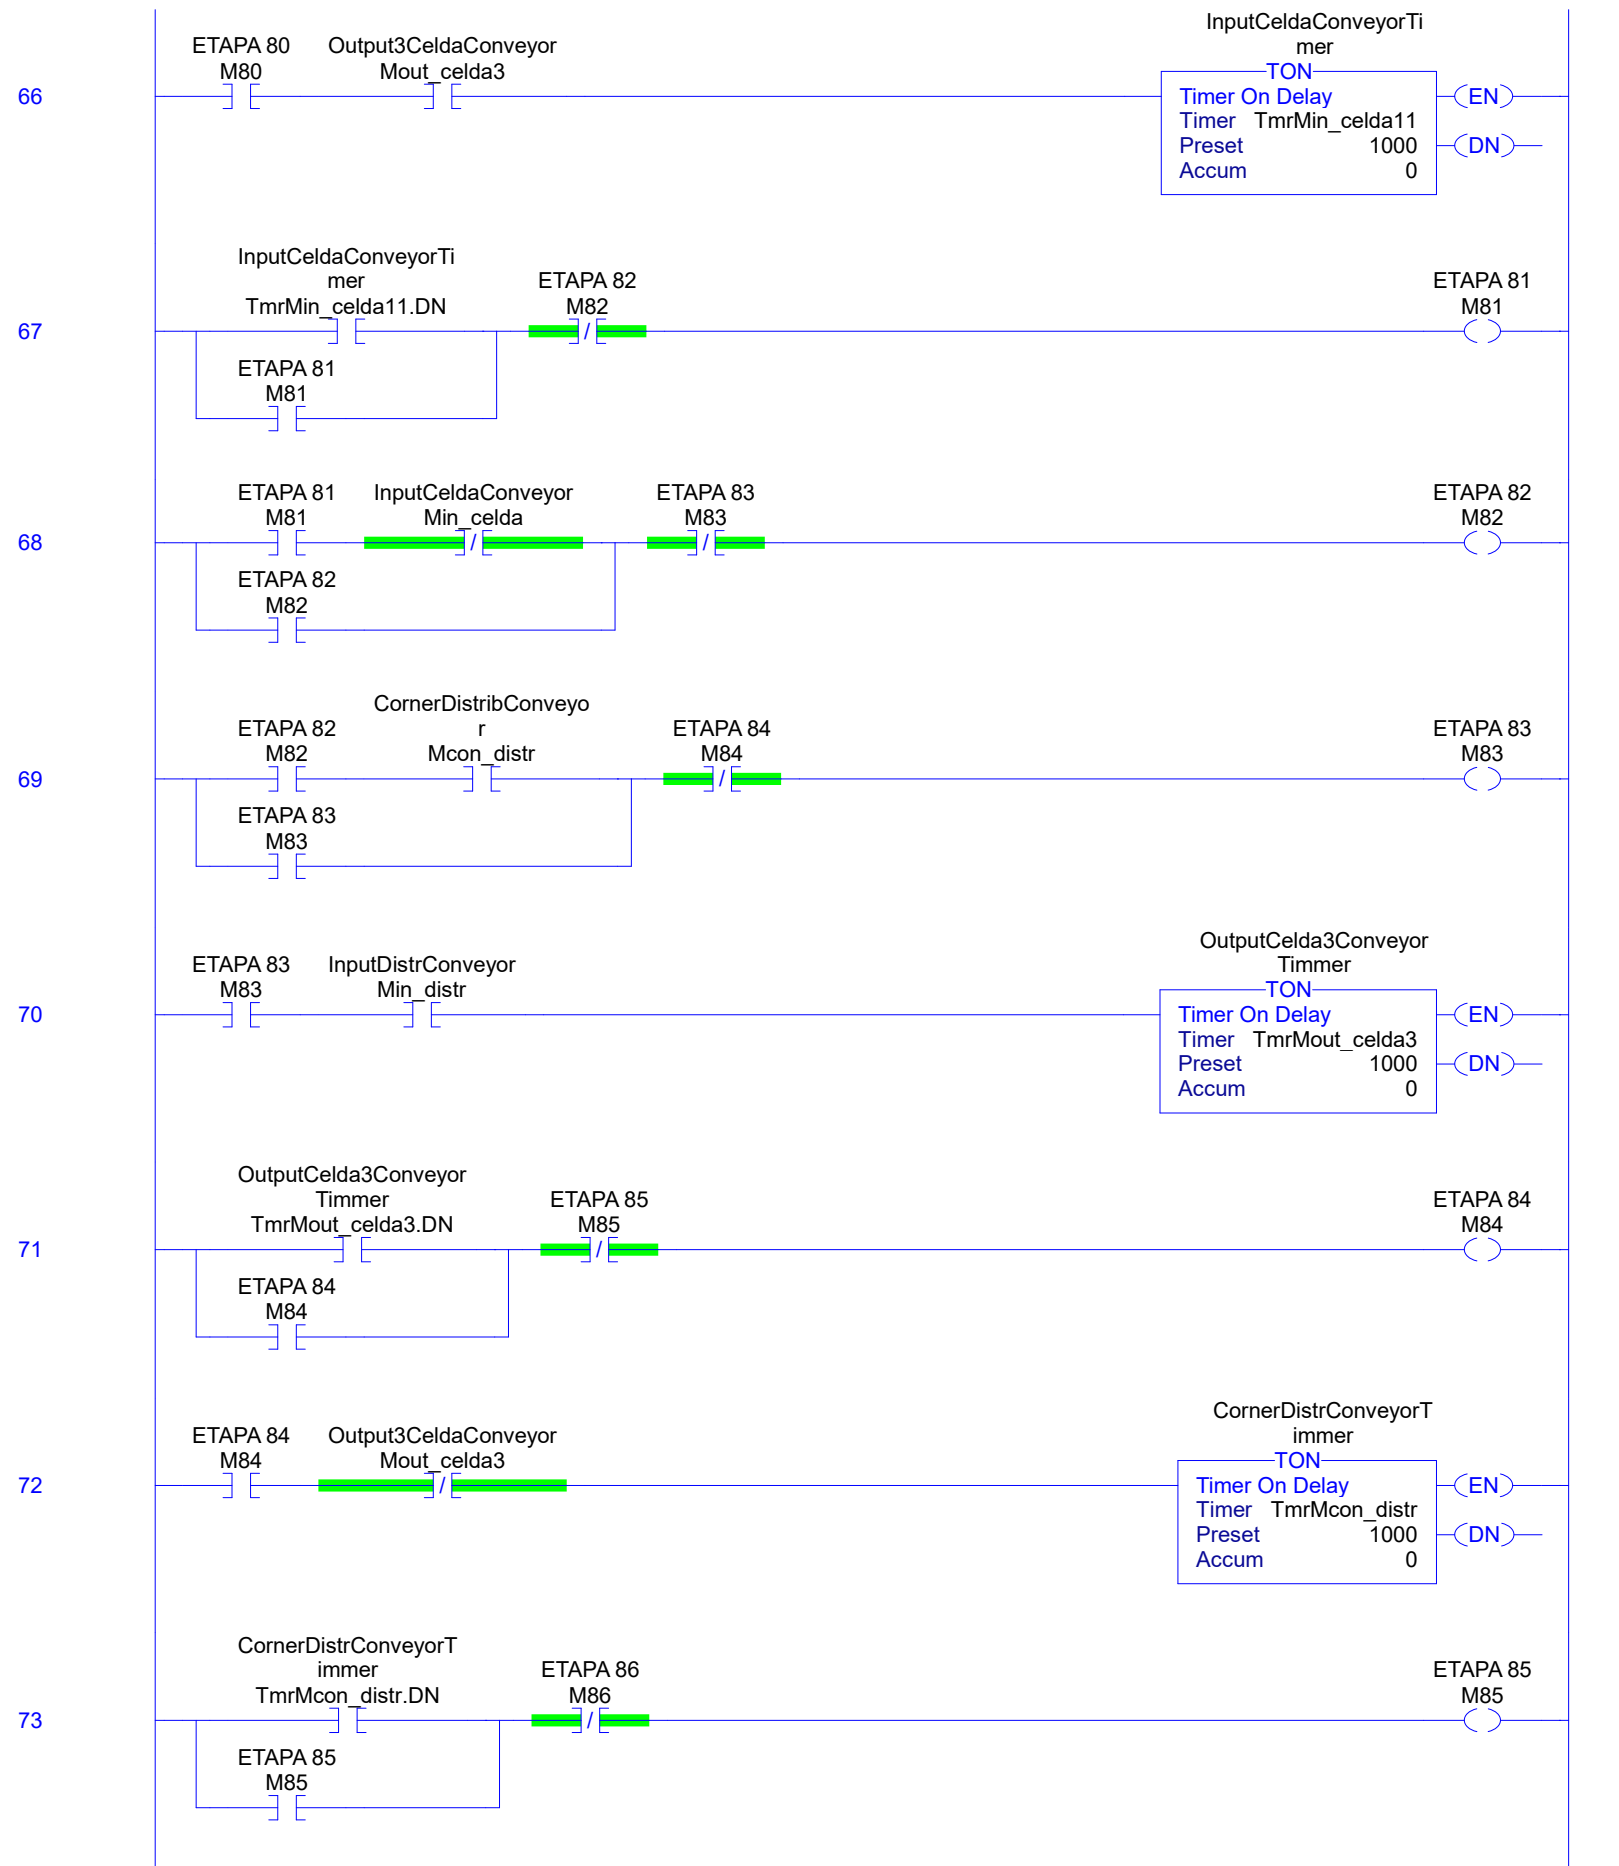 InputCeldaConveyorTi
mer
ETAPA 80
Output3CeldaConveyor
M80
Mout_celda3
TON
66
Timer On Delay
EN
Timer TmrMin_celda11
Preset 1000
DN
Accum 0
InputCeldaConveyorTi
mer
TmrMin_celda11.DN
ETAPA 82
M82
ETAPA 81
M81
67
/
ETAPA 81
M81
ETAPA 81
M81
InputCeldaConveyor
Min_celda
ETAPA 83
M83
ETAPA 82
M82
68
/
/
ETAPA 82
M82
ETAPA 82
M82
CornerDistribConveyo
r
Mcon_distr
ETAPA 84
M84
ETAPA 83
M83
69
/
ETAPA 83
M83
OutputCelda3Conveyor
Timmer
ETAPA 83
M83
InputDistrConveyor
Min_distr
TON
70
Timer On Delay
EN
Timer TmrMout_celda3
Preset 1000
DN
Accum 0
OutputCelda3Conveyor
Timmer
TmrMout_celda3.DN
ETAPA 85
M85
ETAPA 84
M84
71
/
ETAPA 84
M84
CornerDistrConveyorT
immer
ETAPA 84
M84
Output3CeldaConveyor
Mout_celda3
TON
72
/
Timer On Delay
EN
Timer TmrMcon_distr
Preset 1000
DN
Accum 0
CornerDistrConveyorT
immer
TmrMcon_distr.DN
ETAPA 86
M86
ETAPA 85
M85
73
/
ETAPA 85
M85